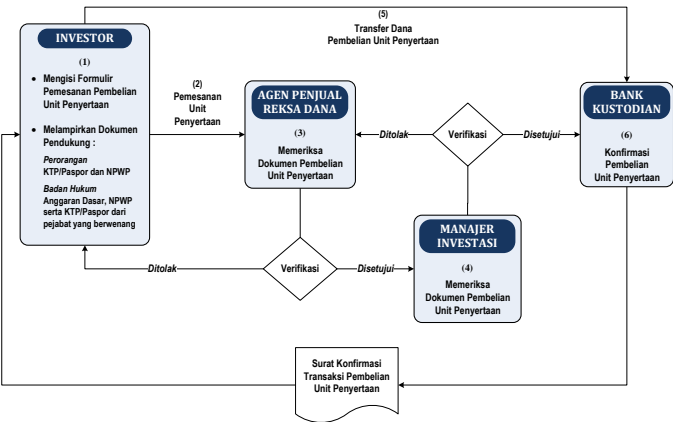 (5)
Transfer Dana
Pembelian Unit Penyertaan
INVESTOR
(1)
• Mengisi Formulir
Pemesanan Pembelian
Unit Penyertaan
• Melampirkan Dokumen
Pendukung :
Perorangan
KTP/Paspor dan NPWP
Badan Hukum
Anggaran Dasar, NPWP
serta KTP/Paspor dari
pejabat yang berwenang
(2)
Pemesanan
Unit
Penyertaan
AGEN PENJUAL
REKSA DANA
(3)
Memeriksa
Dokumen Pembelian
Unit Penyertaan
Ditolak
Verifikasi
Disetujui
BANK
KUSTODIAN
(6)
Konfirmasi
Pembelian
Unit Penyertaan
Ditolak
Verifikasi
Disetujui
MANAJER
INVESTASI
(4)
Memeriksa
Dokumen Pembelian
Unit Penyertaan
Surat Konfirmasi
Transaksi Pembelian
Unit Penyertaan